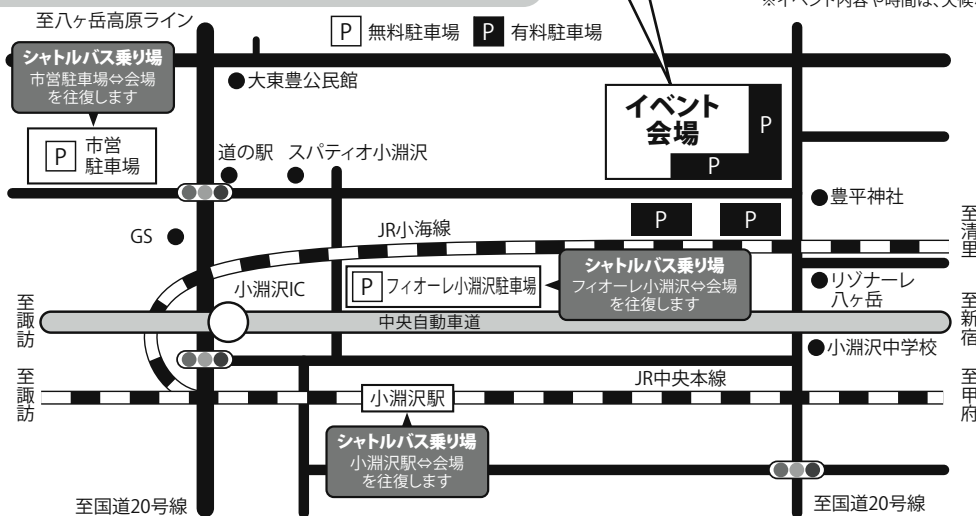 ※イベント内容や時間は、天候
至八ヶ岳高原ライン
P 無料駐車場 P 有料駐車場
シャトルバス乗り場
市営駐車場⇔会場
を往復します
大東豊公民館
イベント
会場
P
P
P 市営
駐車場
道の駅
スパティオ小淵沢
豊平神社
P
P
至清里
GS
JR小海線
シャトルバス乗り場
フィオーレ小淵沢⇔会場
を往復します
P フィオーレ小淵沢駐車場
リゾナーレ
八ヶ岳
小淵沢IC
至諏訪
中央自動車道
至新宿
小淵沢中学校
至諏訪
JR中央本線
至甲府
小淵沢駅
シャトルバス乗り場
小淵沢駅⇔会場
を往復します
至国道20号線
至国道20号線